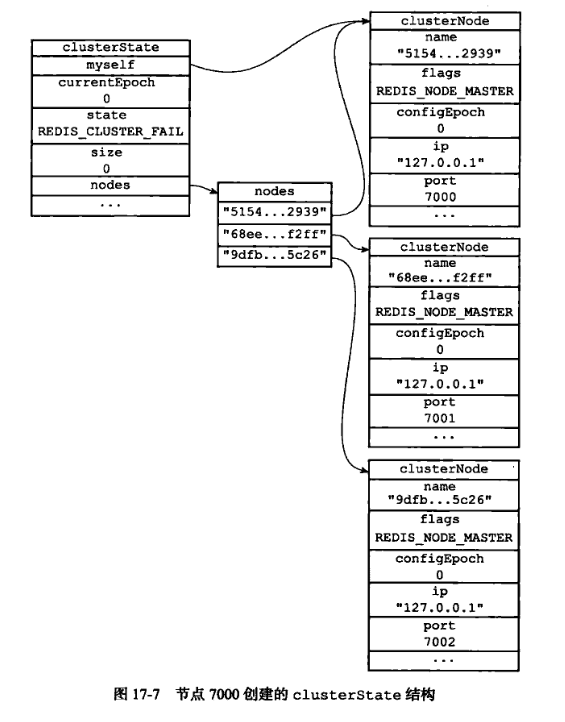 clusterState
myself
currentEpoch
0
state
REDIS_CLUSTER_FAIL
size
0
nodes
...
nodes
"5154...2939"
"68ee...f2ff"
"9dfb...5c26"
clusterNode
name
"5154...2939"
flags
REDIS_NODE_MASTER
configEpoch
0
ip
"127.0.0.1"
port
7000
...
clusterNode
name
"68ee...f2ff"
flags
REDIS_NODE_MASTER
configEpoch
0
ip
"127.0.0.1"
port
7001
...
clusterNode
name
"9dfb...5c26"
flags
REDIS_NODE_MASTER
configEpoch
0
ip
"127.0.0.1"
port
7002
...
图 17-7 节点 7000 创建的 clusterState 结构